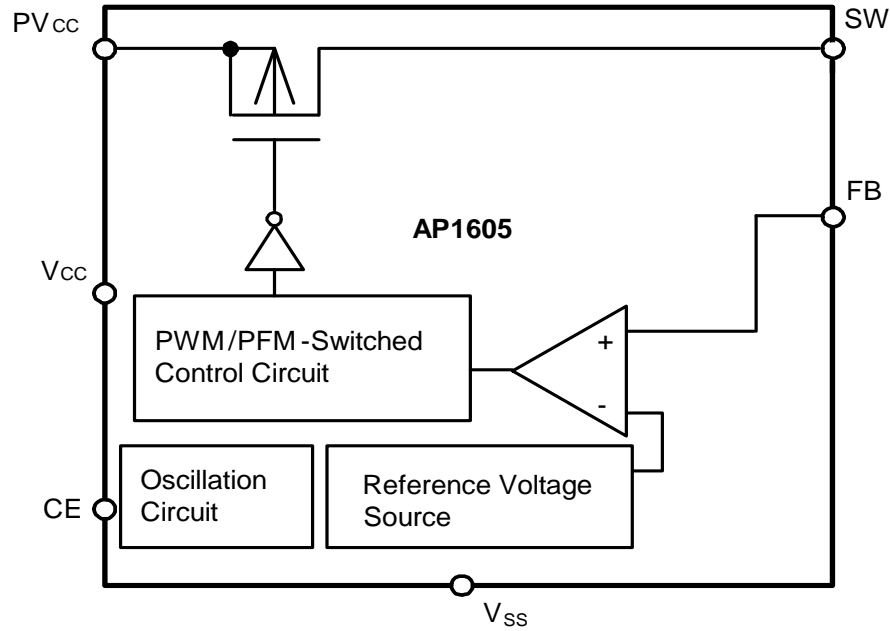 PVCC
SW
FB
AP1605
VCC
PWM/PFM-Switched
Control Circuit
+
-
Oscillation
Circuit
Reference Voltage
Source
CE
VSS